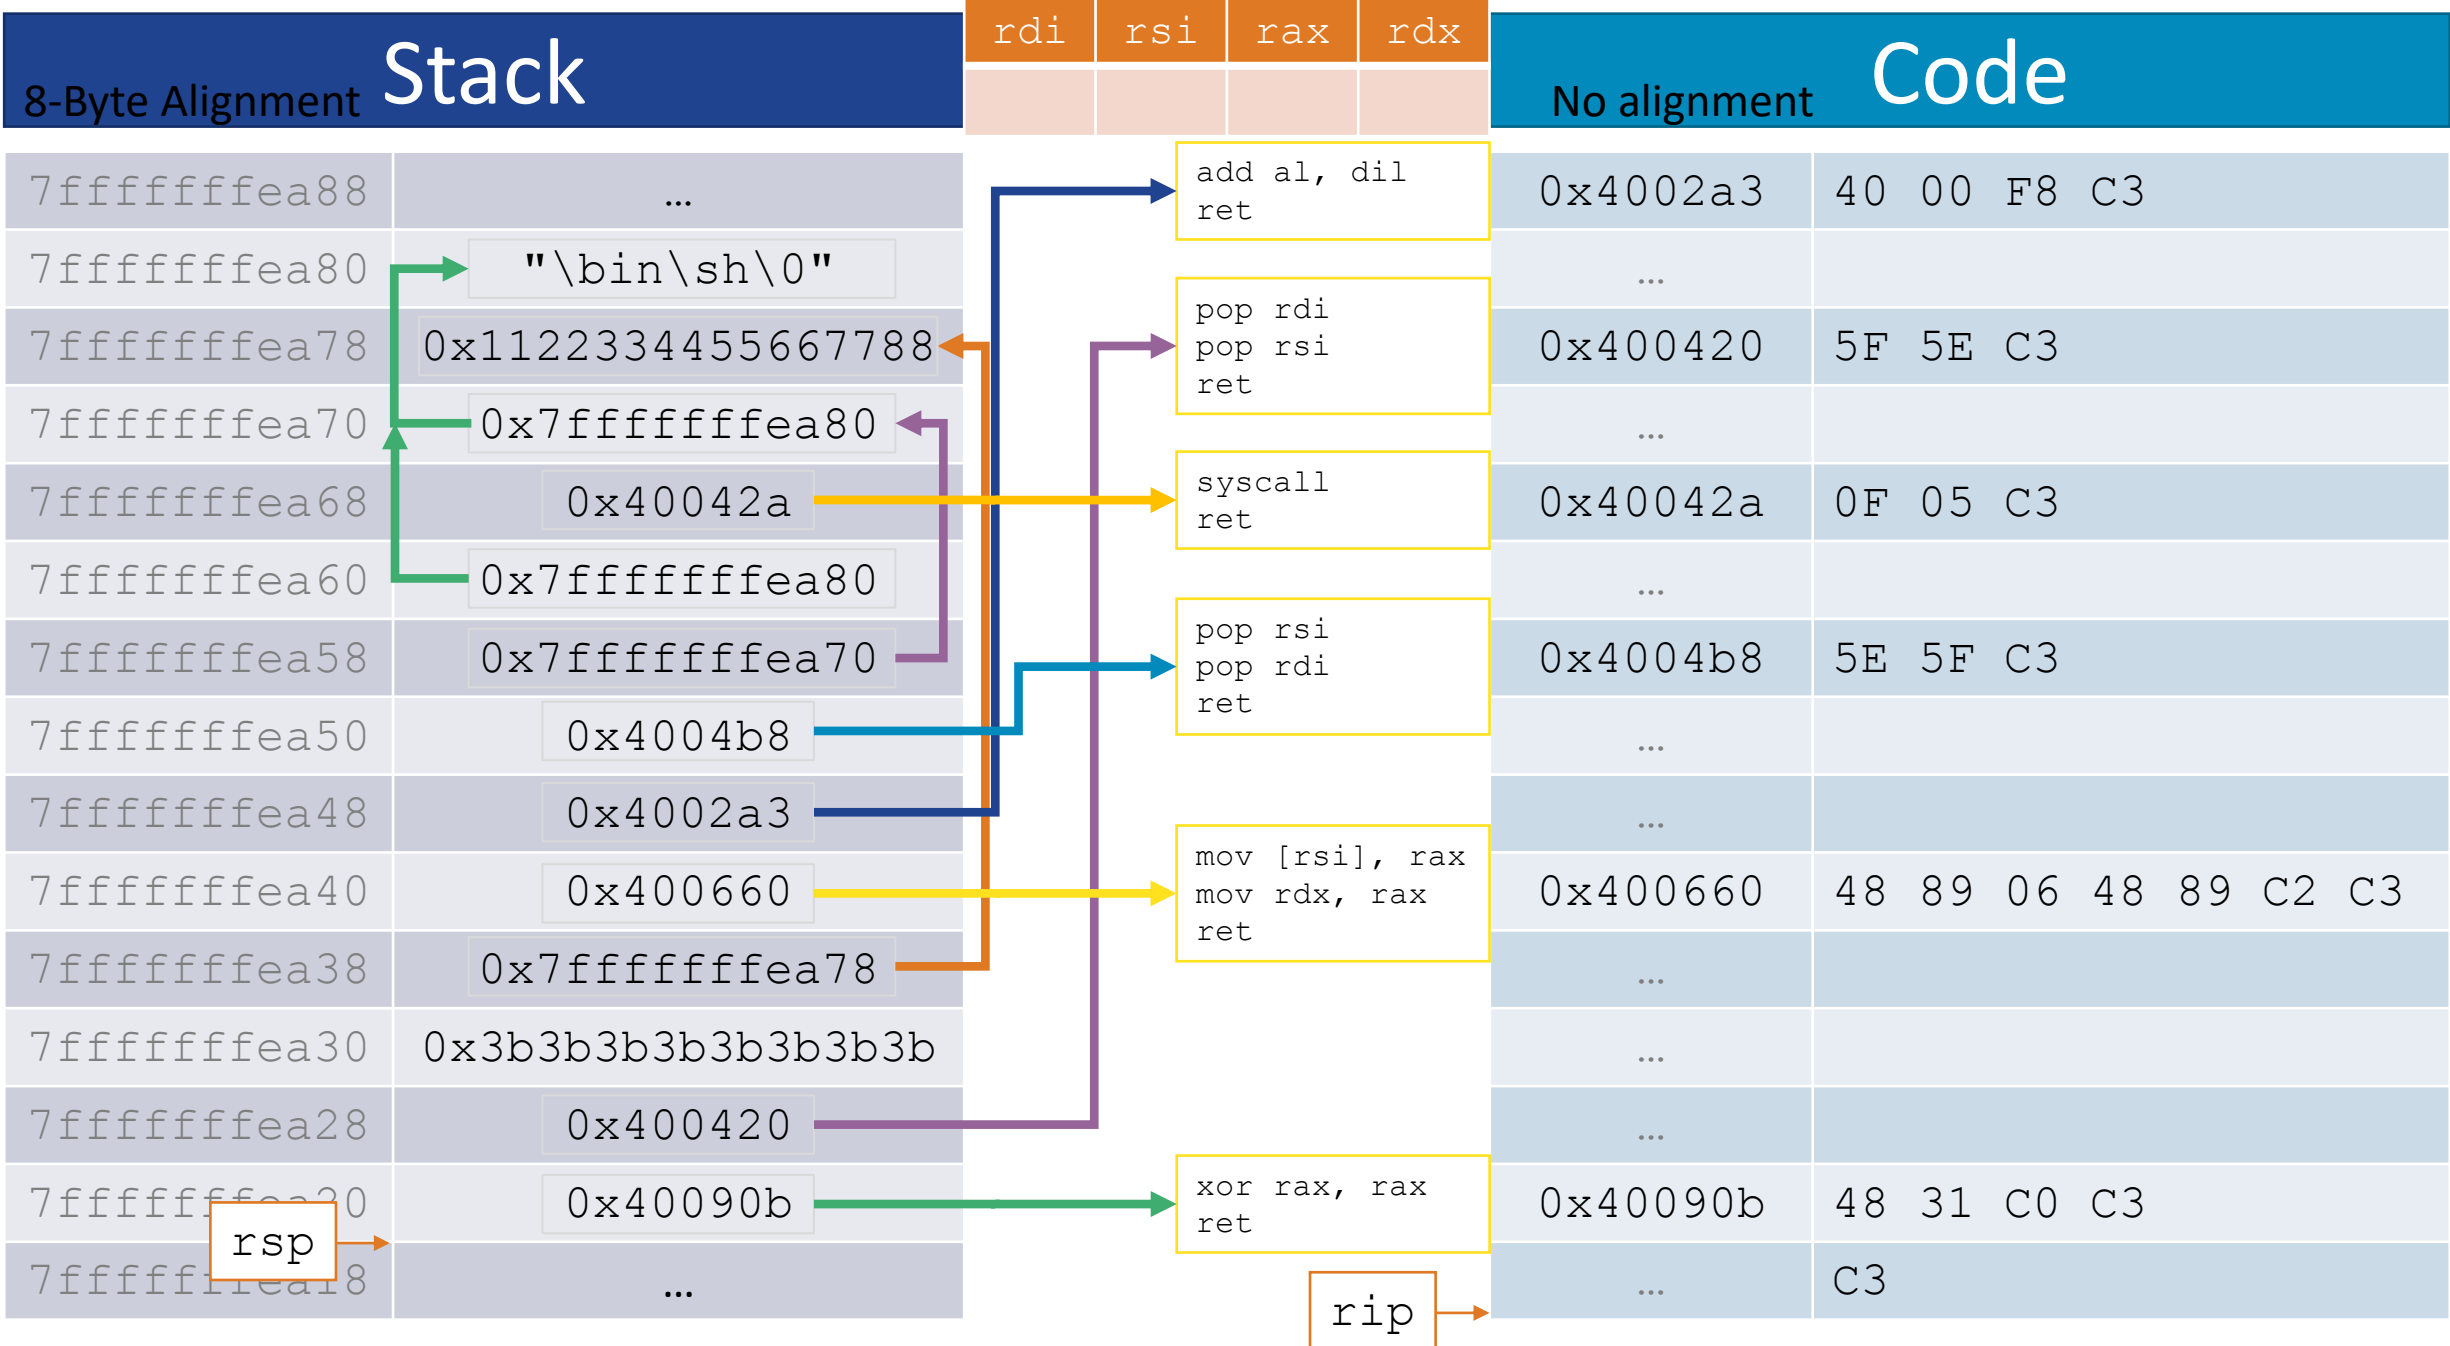 Stack
8-Byte Alignment
rdi rsi rax rdx
Code
No alignment
7fffffffea88 …
add al, dil
ret
0x4002a3 40 00 F8 C3
7fffffffea80 "\bin\sh\0"
…
7fffffffea78 0x1122334455667788
pop rdi
pop rsi
ret
0x400420 5F 5E C3
7fffffffea70 0x7fffffffea80
…
7fffffffea68 0x40042a
syscall
ret
0x40042a 0F 05 C3
7fffffffea60 0x7fffffffea80
…
7fffffffea58 0x7fffffffea70
pop rsi
pop rdi
ret
0x4004b8 5E 5F C3
7fffffffea50 0x4004b8
…
7fffffffea48 0x4002a3
…
7fffffffea40 0x400660
mov [rsi], rax
mov rdx, rax
ret
0x400660 48 89 06 48 89 C2 C3
7fffffffea38 0x7fffffffea78
…
7fffffffea30 0x3b3b3b3b3b3b3b3b
…
7fffffffea28 0x400420
…
7fffffffea20 0x40090b
xor rax, rax
ret
0x40090b 48 31 C0 C3
rsp
7fffffffea18 …
… C3
rip